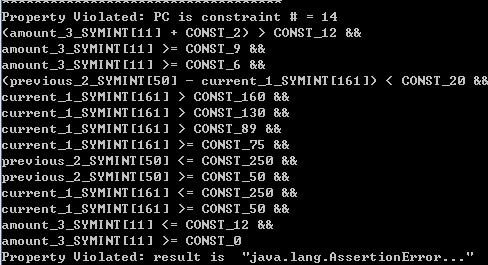 ************************************
Property Violated: PC is constraint # = 14
(amount_3_SYMINT[11] + CONST_2) > CONST_12 &&
amount_3_SYMINT[11] >= CONST_9 &&
amount_3_SYMINT[11] >= CONST_6 &&
(previous_2_SYMINT[50] - current_1_SYMINT[161]) < CONST_20 &&
current_1_SYMINT[161] > CONST_160 &&
current_1_SYMINT[161] > CONST_130 &&
current_1_SYMINT[161] > CONST_89 &&
current_1_SYMINT[161] >= CONST_75 &&
previous_2_SYMINT[50] <= CONST_250 &&
previous_2_SYMINT[50] >= CONST_50 &&
current_1_SYMINT[161] <= CONST_250 &&
current_1_SYMINT[161] >= CONST_50 &&
amount_3_SYMINT[11] <= CONST_12 &&
amount_3_SYMINT[11] >= CONST_0
Property Violated: result is  "java.lang.AssertionError..."